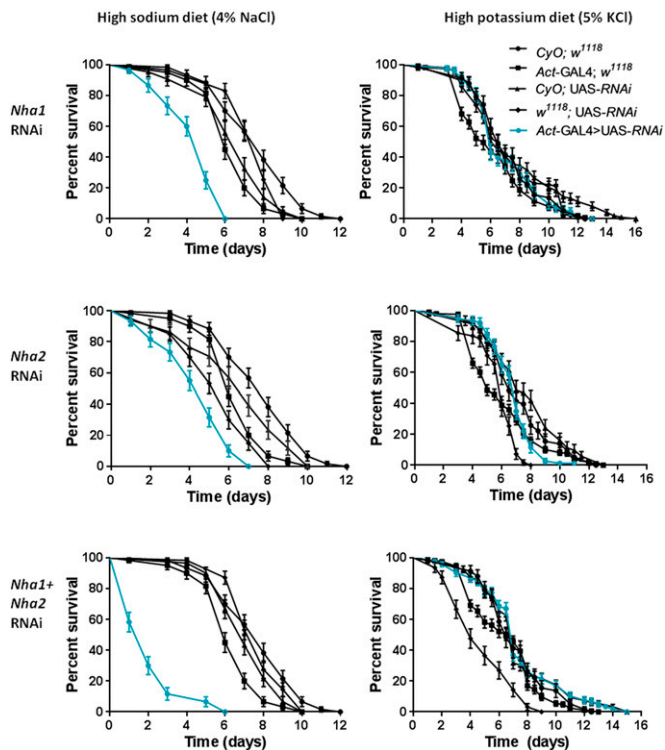 High sodium diet (4% NaCl)
High potassium diet (5% KCl)
Nha1
RNAi
Percent survival
100
80
60
40
20
0
0 2 4 6 8 10 12
Time (days)
Percent survival
100
80
60
40
20
0
0 2 4 6 8 10 12 14 16
Time (days)
CyO; w1118
Act-GAL4; w1118
CyO; UAS-RNAi
w1118; UAS-RNAi
Act-GAL4>UAS-RNAi
Nha2
RNAi
Percent survival
100
80
60
40
20
0
0 2 4 6 8 10 12
Time (days)
Percent survival
100
80
60
40
20
0
0 2 4 6 8 10 12 14 16
Time (days)
Nha1+
Nha2
RNAi
Percent survival
100
80
60
40
20
0
0 2 4 6 8 10 12
Time (days)
Percent survival
100
80
60
40
20
0
0 2 4 6 8 10 12 14 16
Time (days)